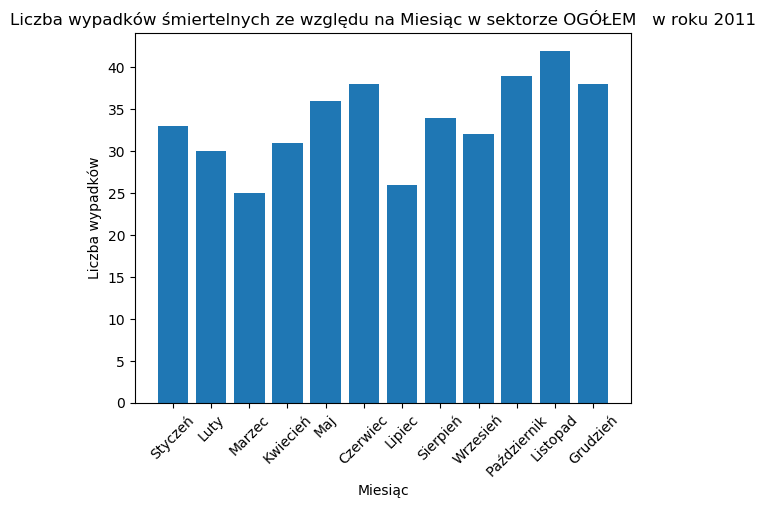 Liczba wypadków śmiertelnych ze względu na Miesiąc w sektorze OGÓŁEM   w roku 2011
Liczba wypadków
40
35
30
25
20
15
10
5
0
Styczeń
Luty
Marzec
Kwiecień
Maj
Czerwiec
Lipiec
Sierpień
Wrzesień
Październik
Listopad
Grudzień
Miesiąc